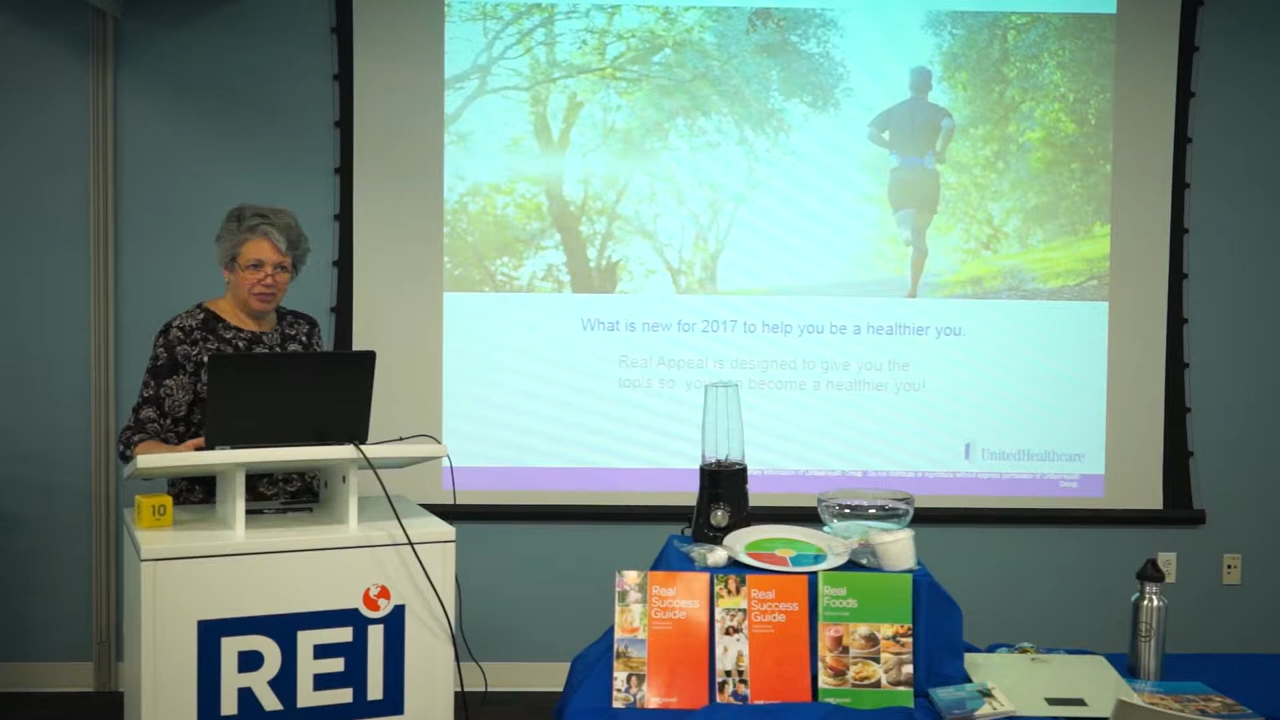 What is new for 2017 to help you be a healthier you.
Real Appeal is designed to give you the
tools so you can become a healthier you!
UnitedHealthcare
10
REI
Real
Success
Guide
Real
Success
Guide
Real
Foods